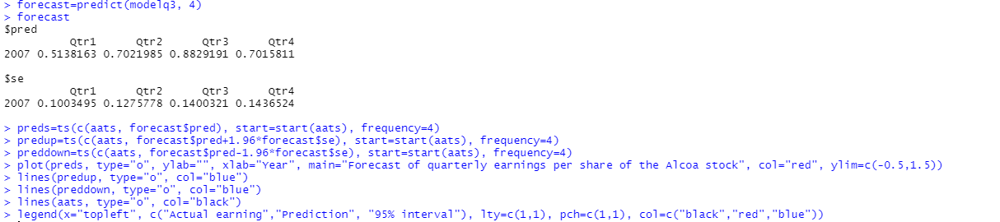 > forecast=predict(modelq3, 4)
> forecast
$pred
Qtr1 Qtr2 Qtr3 Qtr4
2007 0.5138163 0.7021985 0.8829191 0.7015811
$se
Qtr1 Qtr2 Qtr3 Qtr4
2007 0.1003495 0.1275778 0.1400321 0.1436524
> preds=ts(c(aats, forecast$pred), start=start(aats), frequency=4)
> predup=ts(c(aats, forecast$pred+1.96*forecast$se), start=start(aats), frequency=4)
> preddown=ts(c(aats, forecast$pred-1.96*forecast$se), start=start(aats), frequency=4)
> plot(preds, type="o", ylab="", xlab="Year", main="Forecast of quarterly earnings per share of the Alcoa stock", col="red", ylim=c(-0.5,1.5))
> lines(predup, type="o", col="blue")
> lines(preddown, type="o", col="blue")
> lines(aats, type="o", col="black")
> legend(x="topleft", c("Actual earning","Prediction", "95% interval"), lty=c(1,1), pch=c(1,1), col=c("black","red","blue"))